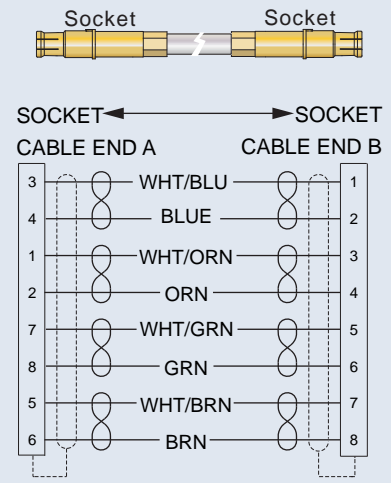 Socket Socket
SOCKET SOCKET
CABLE END A CABLE END B
3 WHT/BLU 1
4 BLUE 2
1 WHT/ORN 3
2 ORN 4
7 WHT/GRN 5
8 GRN 6
5 WHT/BRN 7
6 BRN 8